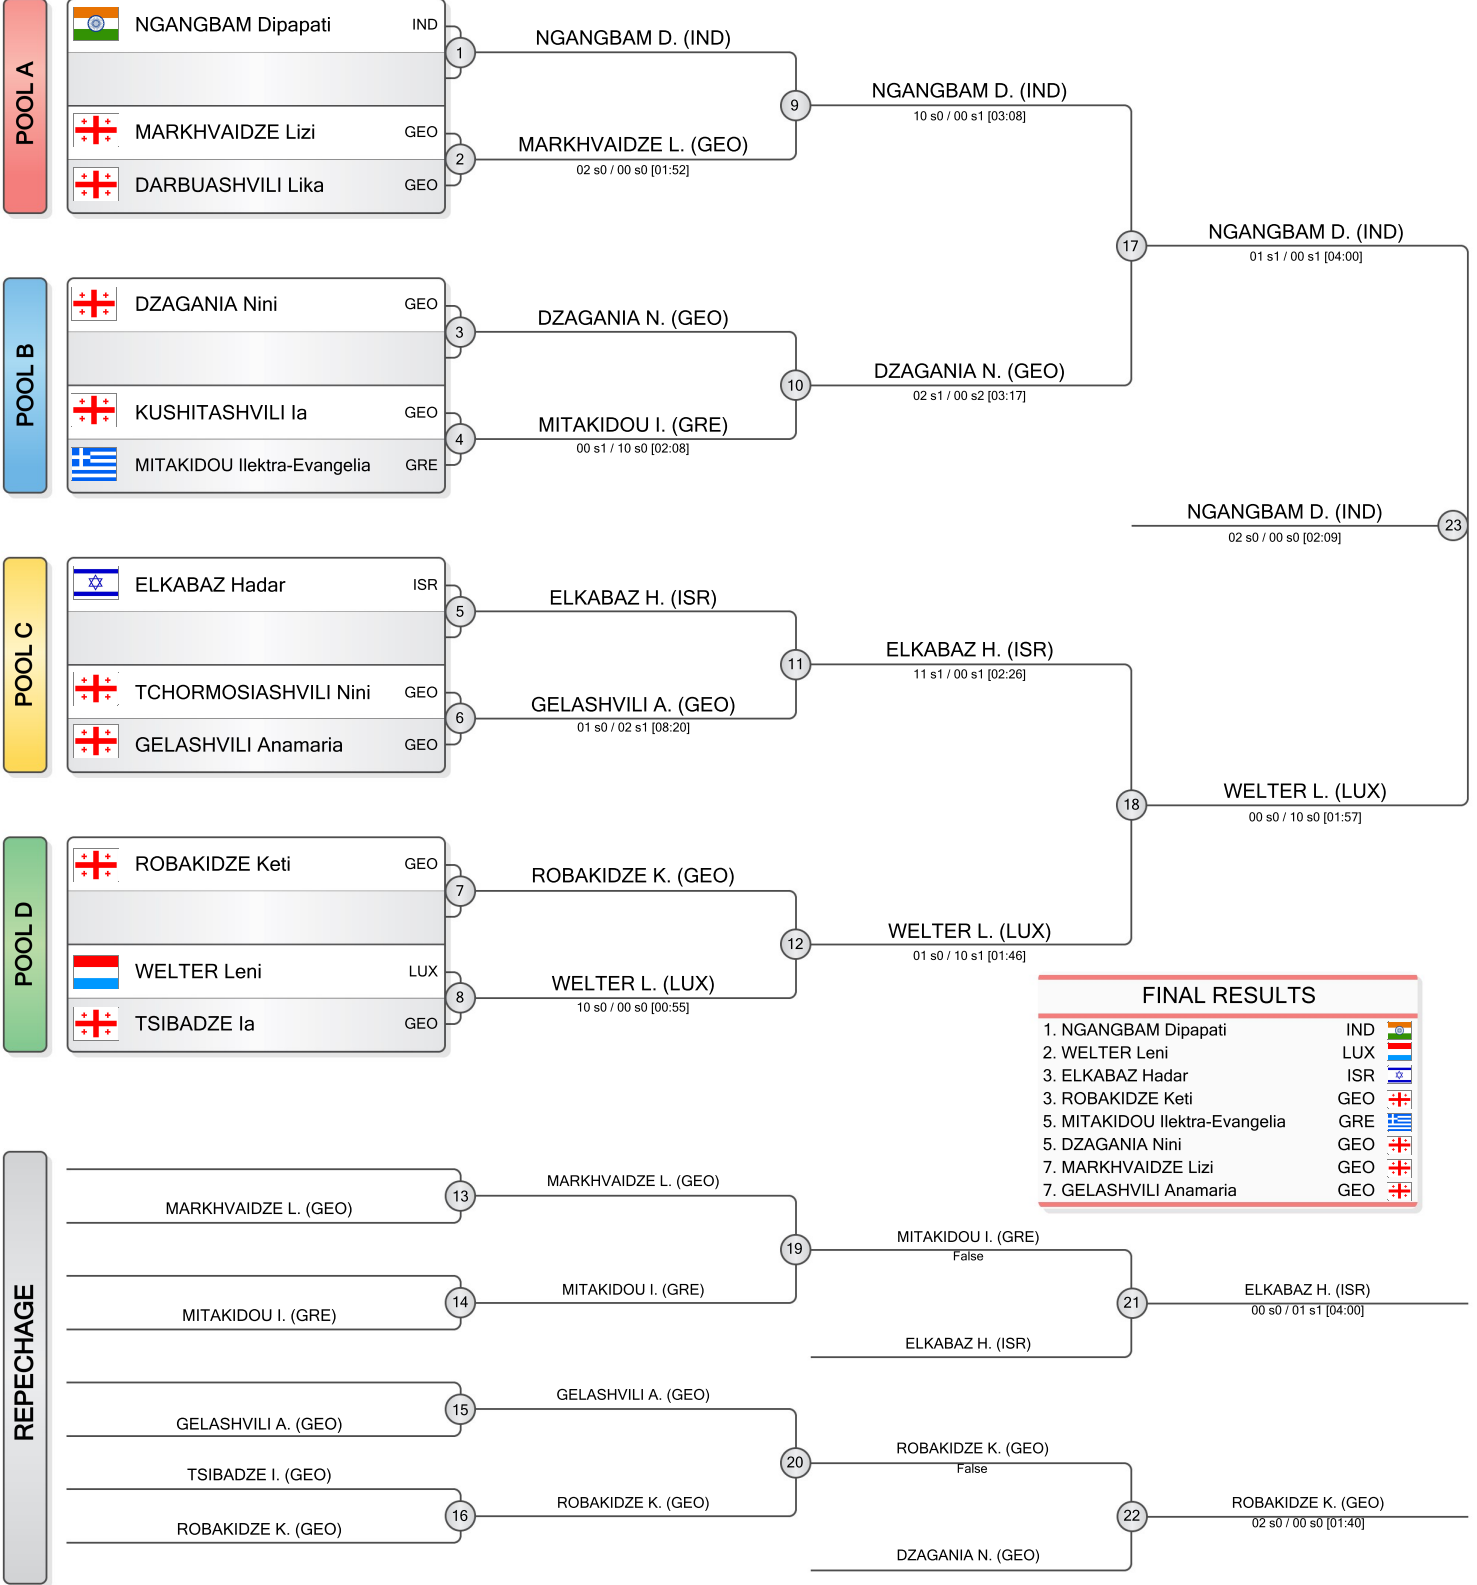 POOL A
NGANGBAM Dipapati IND
MARKHVAIDZE Lizi GEO
DARBUASHVILI Lika GEO
1
NGANGBAM D. (IND)
2
MARKHVAIDZE L. (GEO)
02 s0 / 00 s0 [01:52]
9
NGANGBAM D. (IND)
10 s0 / 00 s1 [03:08]
POOL B
DZAGANIA Nini GEO
KUSHITASHVILI Ia GEO
MITAKIDOU Ilektra-Evangelia GRE
3
DZAGANIA N. (GEO)
4
MITAKIDOU I. (GRE)
00 s1 / 10 s0 [02:08]
10
DZAGANIA N. (GEO)
02 s1 / 00 s2 [03:17]
17
NGANGBAM D. (IND)
01 s1 / 00 s1 [04:00]
POOL C
ELKABAZ Hadar ISR
TCHORMOSIASHVILI Nini GEO
GELASHVILI Anamaria GEO
5
ELKABAZ H. (ISR)
6
GELASHVILI A. (GEO)
01 s0 / 02 s1 [08:20]
11
ELKABAZ H. (ISR)
11 s1 / 00 s1 [02:26]
POOL D
ROBAKIDZE Keti GEO
WELTER Leni LUX
TSIBADZE Ia GEO
7
ROBAKIDZE K. (GEO)
8
WELTER L. (LUX)
10 s0 / 00 s0 [00:55]
12
WELTER L. (LUX)
01 s0 / 10 s1 [01:46]
18
WELTER L. (LUX)
00 s0 / 10 s0 [01:57]
NGANGBAM D. (IND)
02 s0 / 00 s0 [02:09]
23
FINAL RESULTS
1. NGANGBAM Dipapati IND
2. WELTER Leni LUX
3. ELKABAZ Hadar ISR
3. ROBAKIDZE Keti GEO
5. MITAKIDOU Ilektra-Evangelia GRE
5. DZAGANIA Nini GEO
7. MARKHVAIDZE Lizi GEO
7. GELASHVILI Anamaria GEO
REPECHAGE
MARKHVAIDZE L. (GEO)
13
MARKHVAIDZE L. (GEO)
MITAKIDOU I. (GRE)
14
MITAKIDOU I. (GRE)
19
MITAKIDOU I. (GRE)
False
ELKABAZ H. (ISR)
21
ELKABAZ H. (ISR)
00 s0 / 01 s1 [04:00]
GELASHVILI A. (GEO)
15
GELASHVILI A. (GEO)
TSIBADZE I. (GEO)
ROBAKIDZE K. (GEO)
16
ROBAKIDZE K. (GEO)
20
ROBAKIDZE K. (GEO)
False
DZAGANIA N. (GEO)
22
ROBAKIDZE K. (GEO)
02 s0 / 00 s0 [01:40]